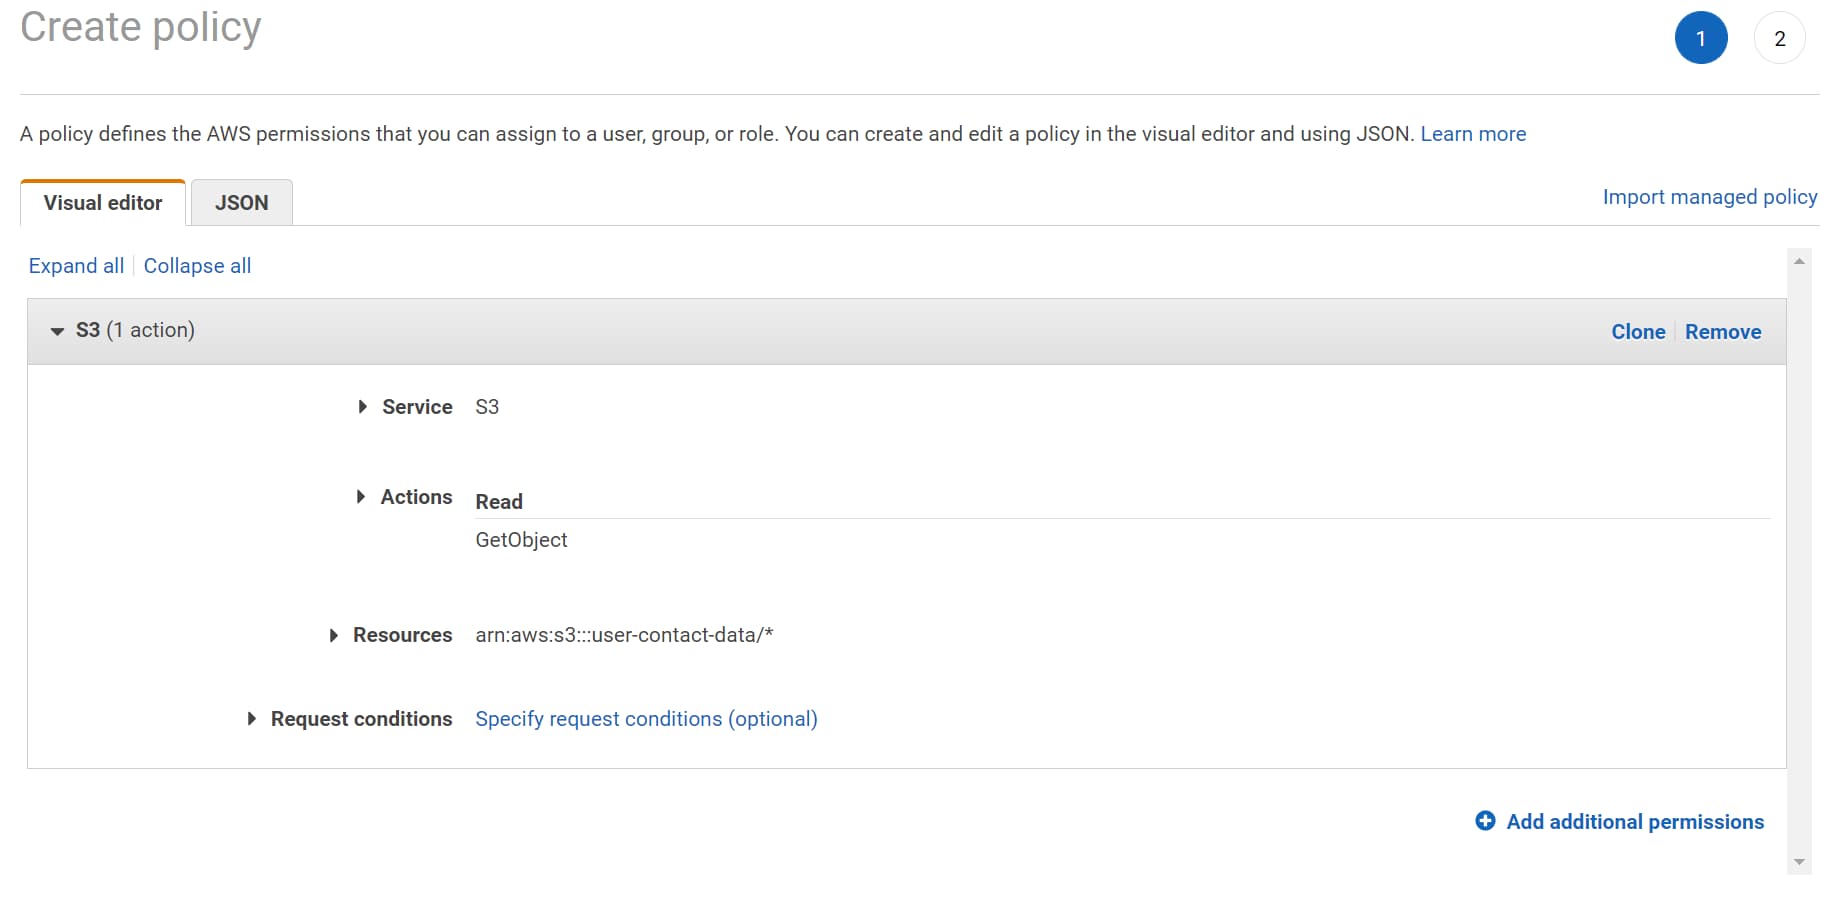 Create policy
1
2
A policy defines the AWS permissions that you can assign to a user, group, or role. You can create and edit a policy in the visual editor and using JSON. Learn more
Visual editor
JSON
Import managed policy
Expand all
Collapse all
S3 (1 action)
Clone
Remove
Service S3
Actions
Read
GetObject
Resources arn:aws:s3:::user-contact-data/*
Request conditions Specify request conditions (optional)
Add additional permissions